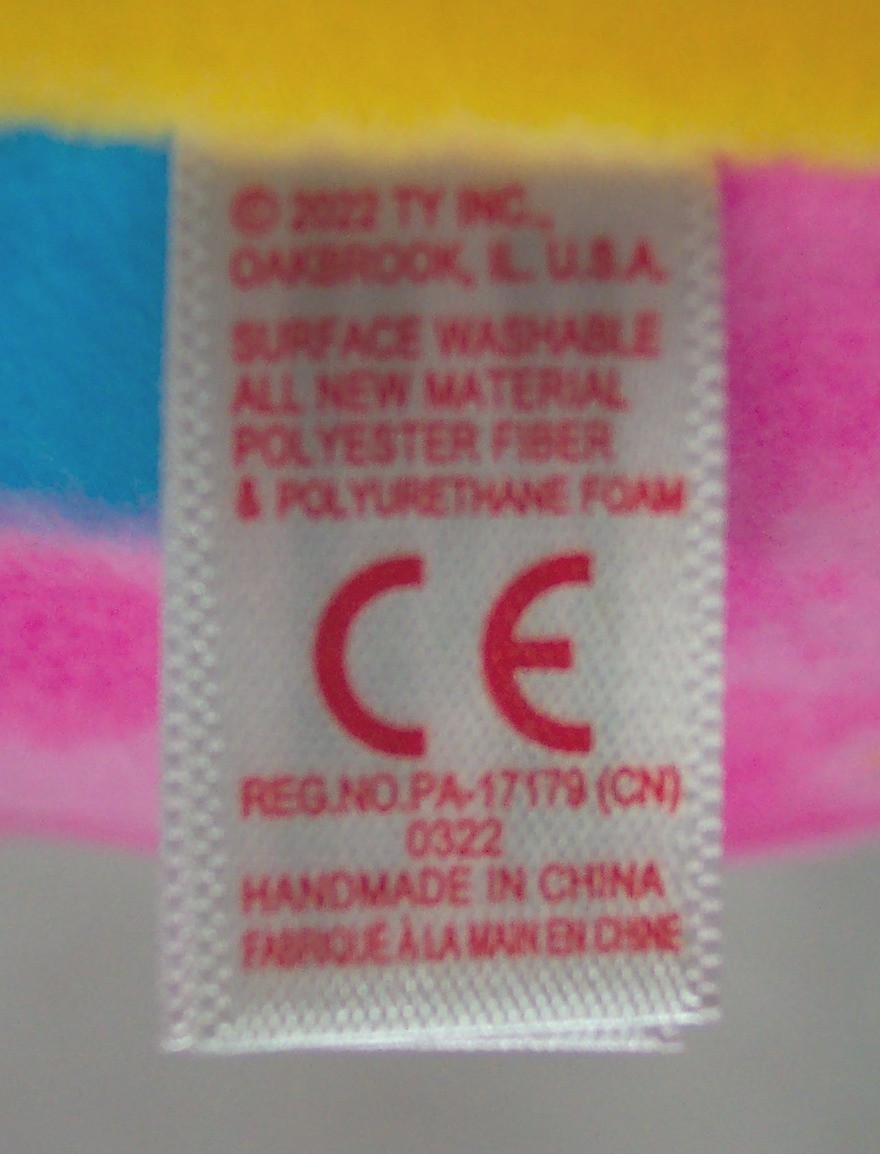 © 2022 TY INC.,
OAKBROOK, IL. U.S.A.
SURFACE WASHABLE
ALL NEW MATERIAL
POLYESTER FIBER
& POLYURETHANE FOAM
CE
REG.NO.PA-17179 (CN)
0322
HANDMADE IN CHINA
FABRIQUÉ À LA MAIN EN CHINE